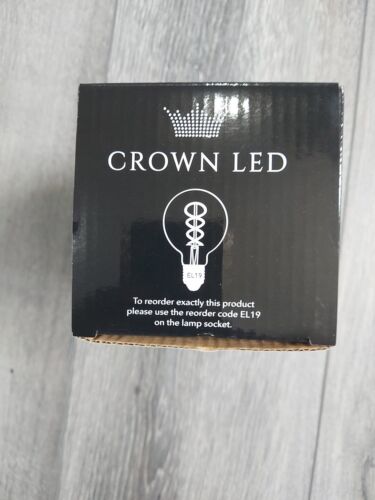 CROWN LED
EL19
To reorder exactly this product
please use the reorder code EL19
on the lamp socket.